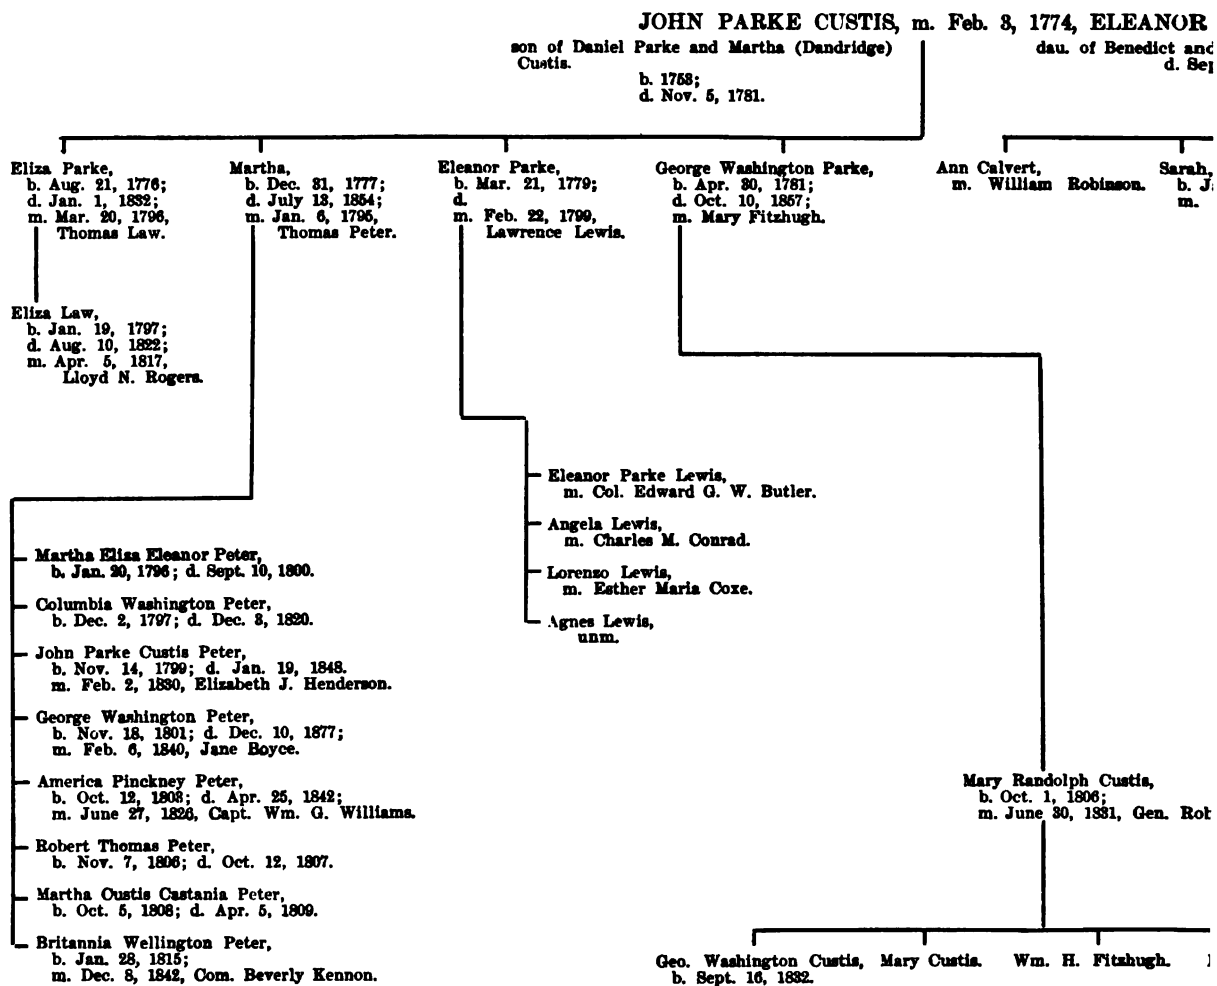 JOHN PARKE CUSTIS, m. Feb. 3, 1774, ELEANOR
son of Daniel Parke and Martha (Dandridge)
Custis.
b. 1753;
d. Nov. 5, 1781.
dau. of Benedict and
d. Sep
Eliza Parke,
b. Aug. 21, 1776;
d. Jan. 1, 1832;
m. Mar. 20, 1796,
Thomas Law.
Martha,
b. Dec. 31, 1777;
d. July 13, 1854;
m. Jan. 6, 1795,
Thomas Peter.
Eleanor Parke,
b. Mar. 21, 1779;
d.
m. Feb. 22, 1799,
Lawrence Lewis.
George Washington Parke,
b. Apr. 30, 1781;
d. Oct. 10, 1857;
m. Mary Fitzhugh.
Ann Calvert,
m. William Robinson.
Sarah,
b. J
m.
Eliza Law,
b. Jan. 19, 1797;
d. Aug. 10, 1822;
m. Apr. 5, 1817,
Lloyd N. Rogers.
Eleanor Parke Lewis,
m. Col. Edward G. W. Butler.
Angela Lewis,
m. Charles M. Conrad.
Lorenzo Lewis,
m. Esther Maria Coxe.
Agnes Lewis,
unm.
Martha Eliza Eleanor Peter,
b. Jan. 20, 1796; d. Sept. 10, 1800.
Columbia Washington Peter,
b. Dec. 2, 1797; d. Dec. 3, 1820.
John Parke Custis Peter,
b. Nov. 14, 1799; d. Jan. 19, 1848.
m. Feb. 2, 1830, Elizabeth J. Henderson.
George Washington Peter,
b. Nov. 18, 1801; d. Dec. 10, 1877;
m. Feb. 6, 1840, Jane Boyce.
America Pinckney Peter,
b. Oct. 12, 1803; d. Apr. 25, 1842;
m. June 27, 1826, Capt. Wm. G. Williams.
Robert Thomas Peter,
b. Nov. 7, 1806; d. Oct. 12, 1807.
Martha Custis Castania Peter,
b. Oct. 5, 1808; d. Apr. 5, 1809.
Britannia Wellington Peter,
b. Jan. 28, 1815;
m. Dec. 8, 1842, Com. Beverly Kennon.
Mary Randolph Custis,
b. Oct. 1, 1806;
m. June 30, 1831, Gen. Rob
Geo. Washington Custis,
b. Sept. 16, 1832.
Mary Custis.
Wm. H. Fitzhugh.